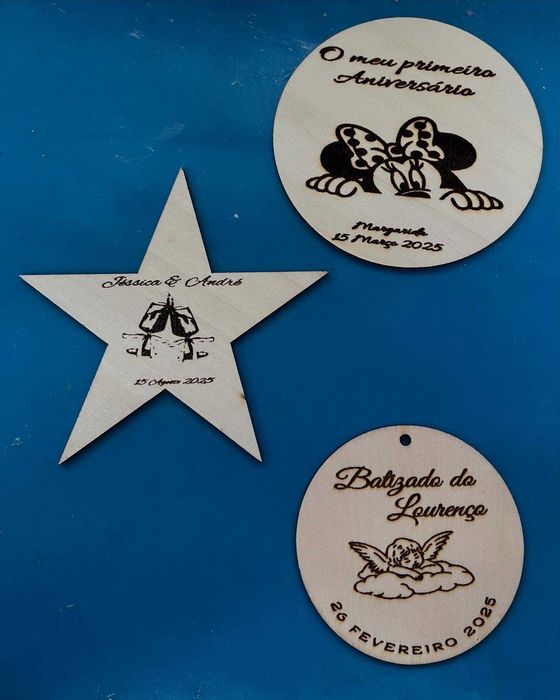 O meu primeiro
Aniversário
Margarida
15 Março 2025
Jéssica & André
15 Agosto 2025
Batizado do
Lourenço
26 FEVEREIRO 2025